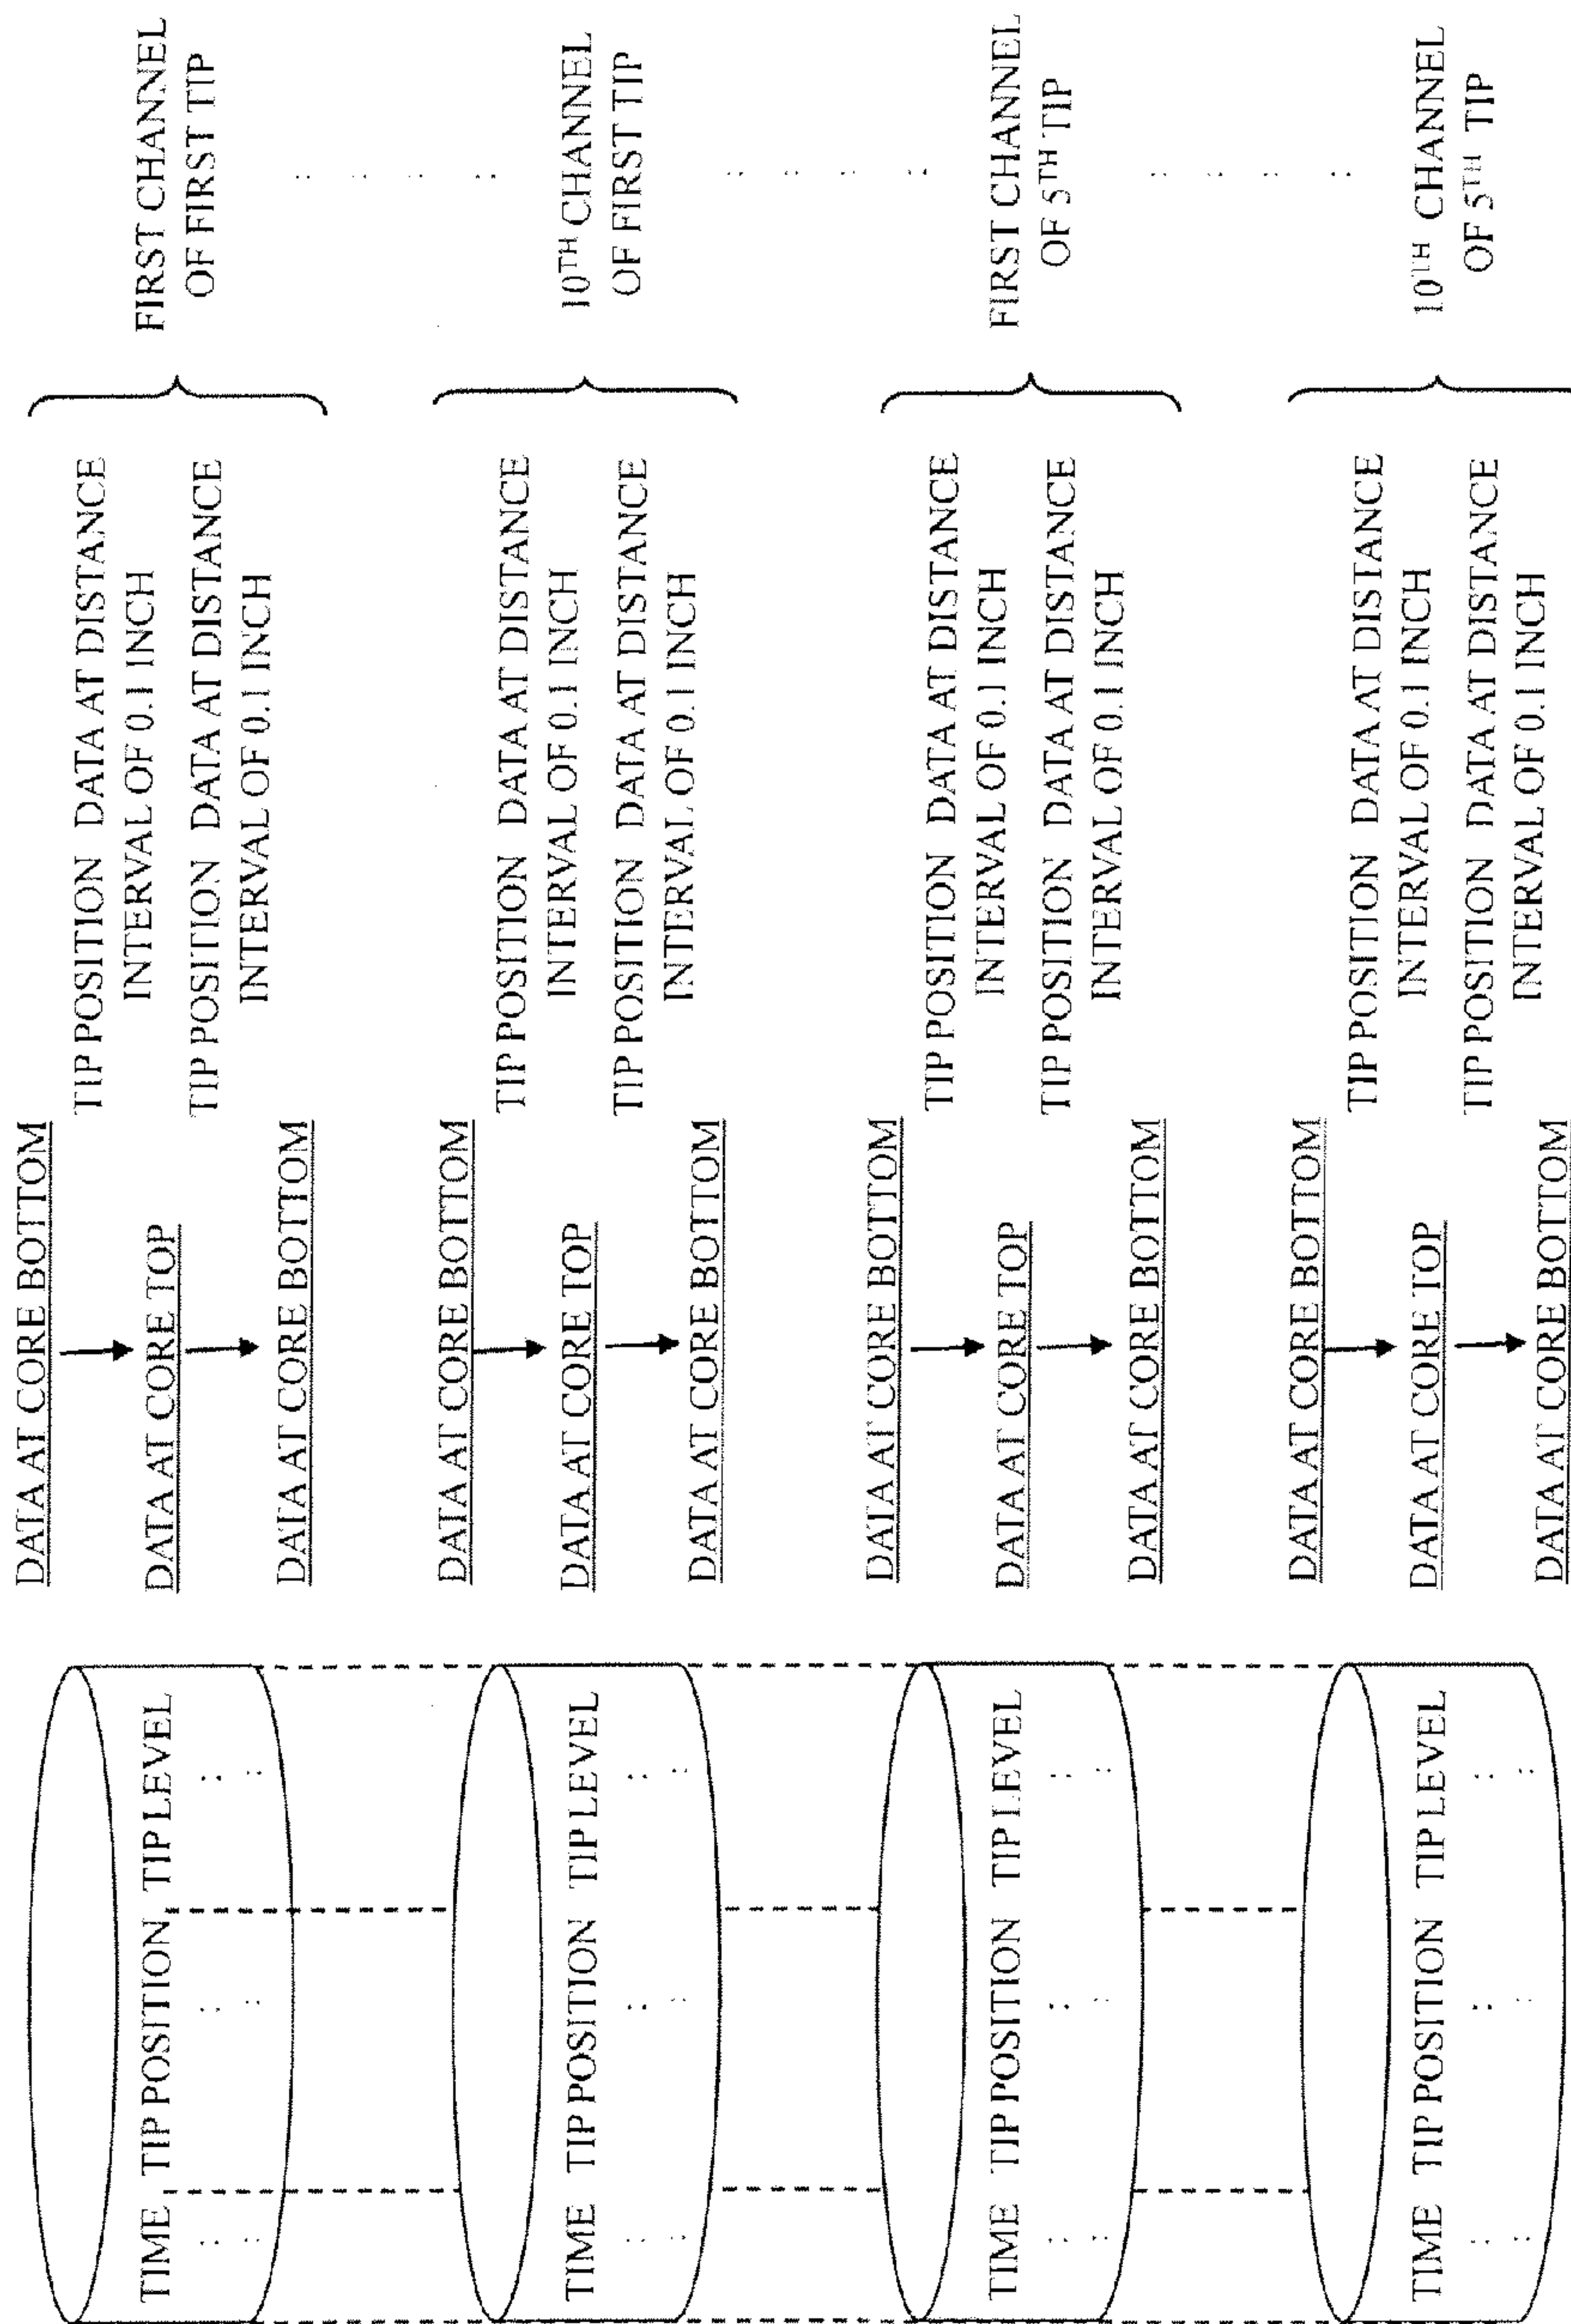 TIME TIP POSITION TIP LEVEL
DATA AT CORE BOTTOM
DATA AT CORE TOP
DATA AT CORE BOTTOM
TIP POSITION DATA AT DISTANCE
INTERVAL OF 0.1 INCH
TIP POSITION DATA AT DISTANCE
INTERVAL OF 0.1 INCH
FIRST CHANNEL
OF FIRST TIP
TIME TIP POSITION TIP LEVEL
DATA AT CORE BOTTOM
DATA AT CORE TOP
DATA AT CORE BOTTOM
TIP POSITION DATA AT DISTANCE
INTERVAL OF 0.1 INCH
TIP POSITION DATA AT DISTANCE
INTERVAL OF 0.1 INCH
10TH CHANNEL
OF FIRST TIP
TIME TIP POSITION TIP LEVEL
DATA AT CORE BOTTOM
DATA AT CORE TOP
DATA AT CORE BOTTOM
TIP POSITION DATA AT DISTANCE
INTERVAL OF 0.1 INCH
TIP POSITION DATA AT DISTANCE
INTERVAL OF 0.1 INCH
FIRST CHANNEL
OF 5TH TIP
TIME TIP POSITION TIP LEVEL
DATA AT CORE BOTTOM
DATA AT CORE TOP
DATA AT CORE BOTTOM
TIP POSITION DATA AT DISTANCE
INTERVAL OF 0.1 INCH
TIP POSITION DATA AT DISTANCE
INTERVAL OF 0.1 INCH
10TH CHANNEL
OF 5TH TIP